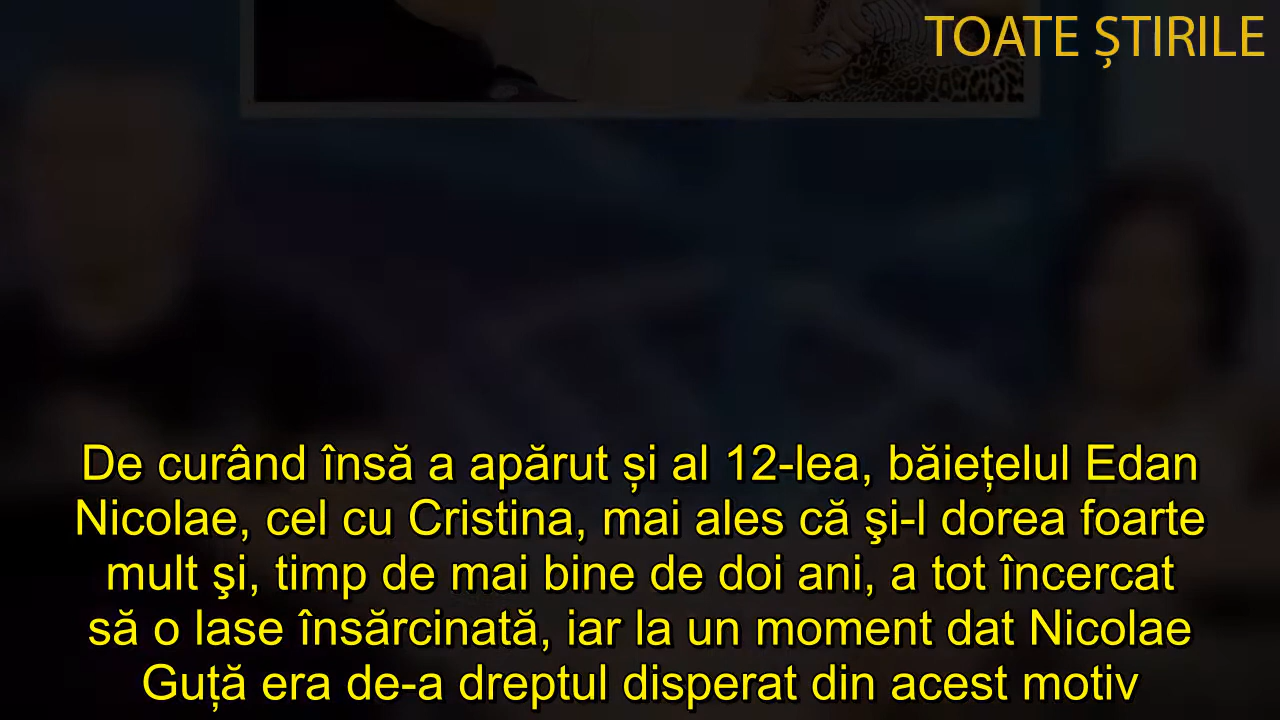 TOATE ȘTIRILE
De curând însă a apărut și al 12-lea, băiețelul Edan
Nicolae, cel cu Cristina, mai ales că şi-l dorea foarte
mult şi, timp de mai bine de doi ani, a tot încercat
să o lase însărcinată, iar la un moment dat Nicolae
Guță era de-a dreptul disperat din acest motiv